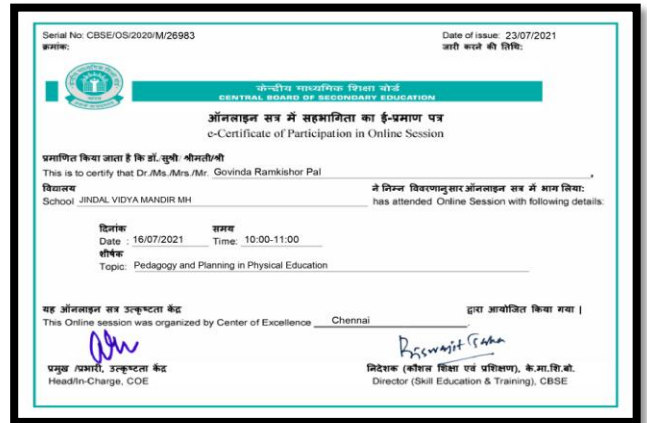 Serial No: CBSE/OS/2020/M/26983 Date of issue: 23/07/2021
क्रमांक: जारी करने की तिथि:
केन्द्रीय माध्यमिक शिक्षा बोर्ड
CENTRAL BOARD OF SECONDARY EDUCATION
ऑनलाइन सत्र में सहभागिता का ई-प्रमाण पत्र
e-Certificate of Participation in Online Session
प्रमाणित किया जाता है कि डॉ./सुश्री/ श्रीमती/श्री
This is to certify that Dr./Ms./Mrs./Mr. Govinda Ramkishor Pal ,
विद्यालय ने निम्न विवरणानुसार ऑनलाइन सत्र में भाग लिया:
School JINDAL VIDYA MANDIR MH has attended Online Session with following details:
दिनांक समय
Date : 16/07/2021 Time: 10:00-11:00
शीर्षक
Topic: Pedagogy and Planning in Physical Education
यह ऑनलाइन सत्र उत्कृष्टता केंद्र द्वारा आयोजित किया गया |
This Online session was organized by Center of Excellence Chennai .
Biswajit Saha
प्रमुख /प्रभारी, उत्कृष्टता केंद्र निदेशक (कौशल शिक्षा एवं प्रशिक्षण), के.मा.शि.बो.
Head/In-Charge, COE Director (Skill Education & Training), CBSE